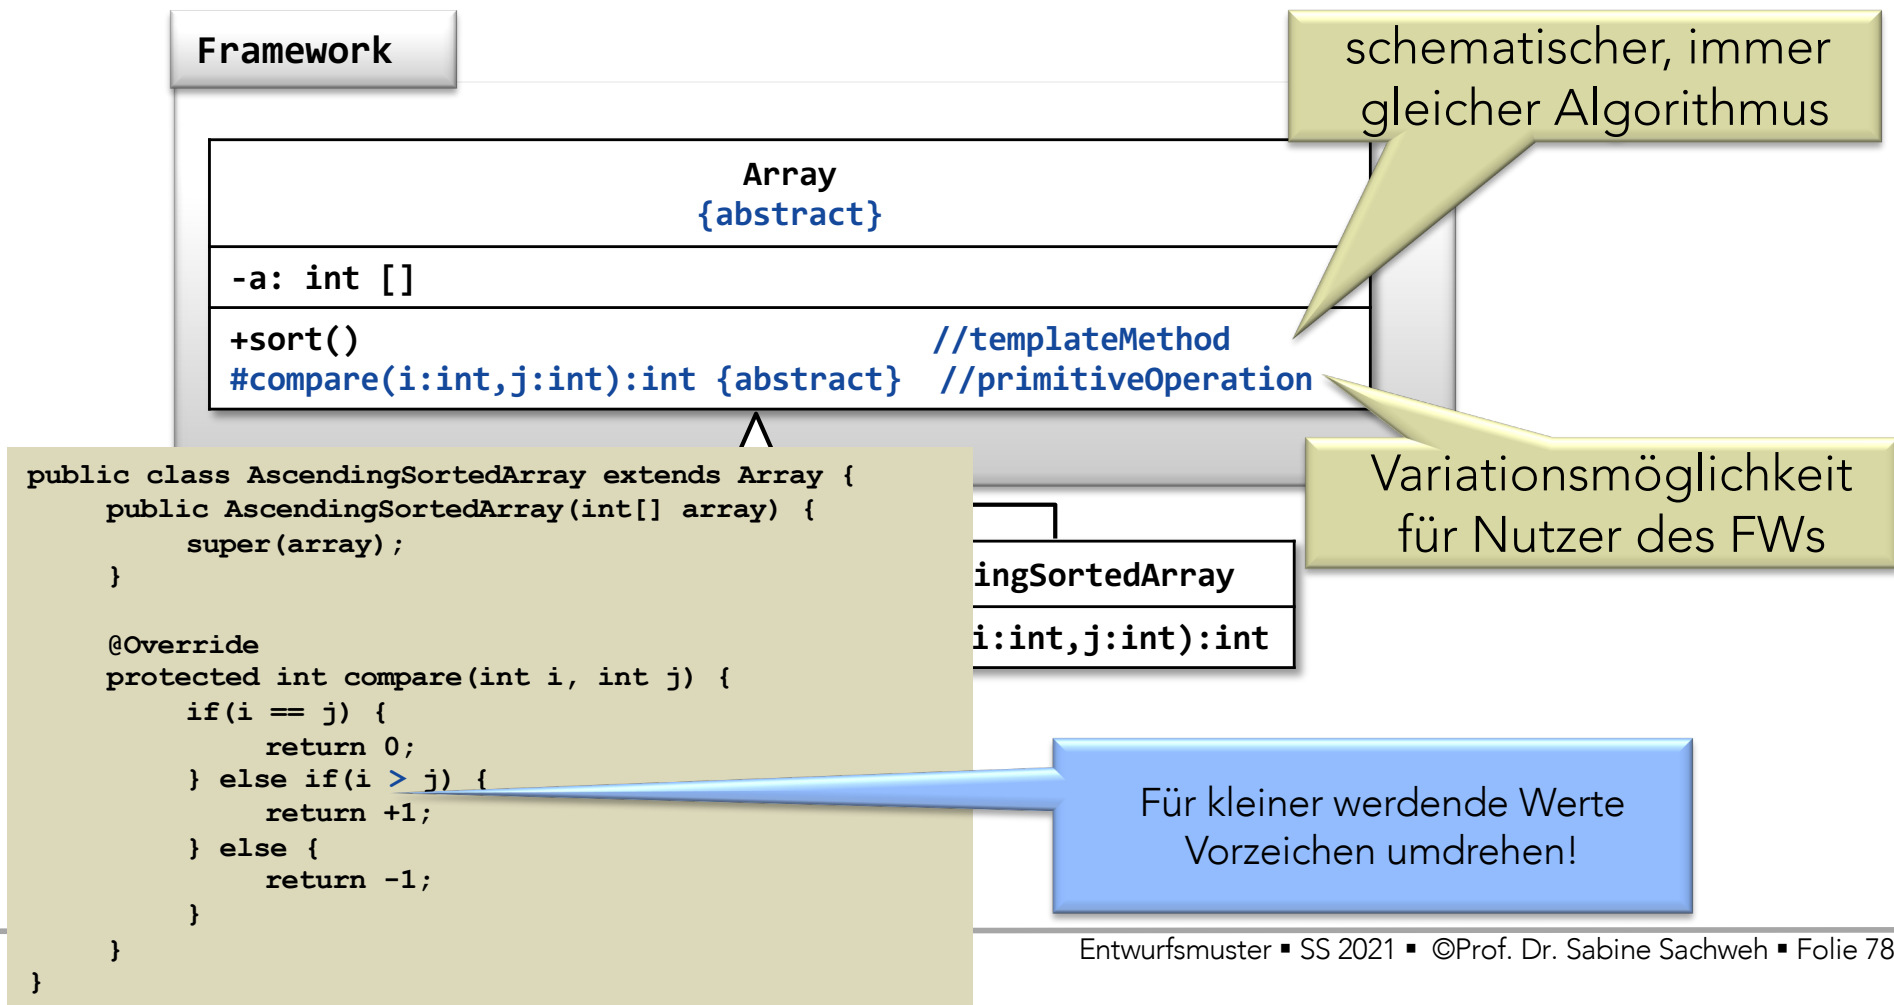 Framework
schematischer, immer
gleicher Algorithmus
Array
{abstract}
-a: int []
+sort() //templateMethod
#compare(i:int,j:int):int {abstract} //primitiveOperation
Variationsmöglichkeit
für Nutzer des FWs
public class AscendingSortedArray extends Array {
public AscendingSortedArray(int[] array) {
super(array);
}
@Override
protected int compare(int i, int j) {
if(i == j) {
return 0;
} else if(i > j) {
return +1;
} else {
return -1;
}
}
}
ingSortedArray
i:int,j:int):int
Für kleiner werdende Werte
Vorzeichen umdrehen!
Entwurfsmuster ▪ SS 2021 ▪ ©Prof. Dr. Sabine Sachweh ▪ Folie 78